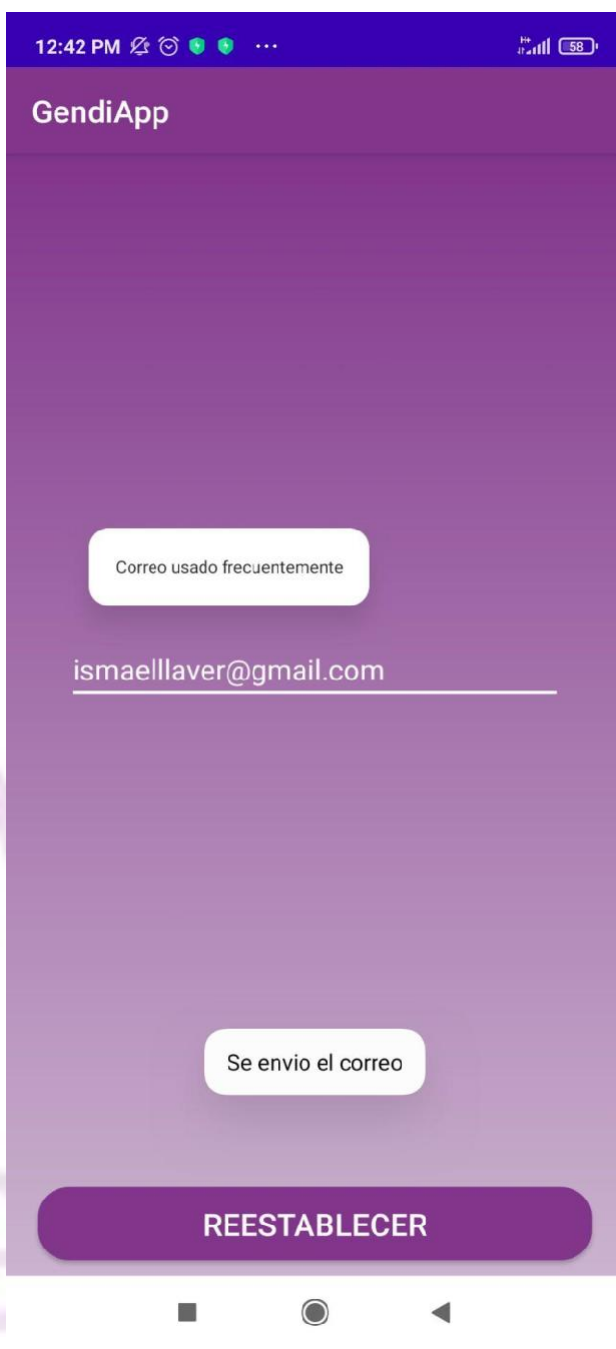 12:42 PM ... H+ 58
GendiApp
Correo usado frecuentemente
ismaelllaver@gmail.com
Se envio el correo
REESTABLECER